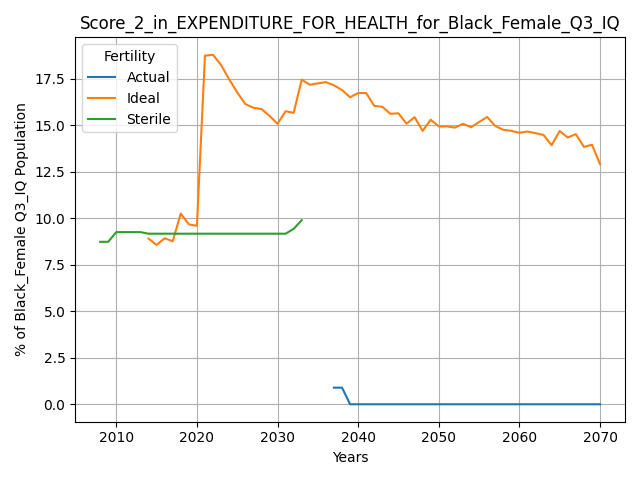 Score_2_in_EXPENDITURE_FOR_HEALTH_for_Black_Female_Q3_IQ
Fertility
Actual
Ideal
Sterile
% of Black_Female Q3_IQ Population
17.5
15.0
12.5
10.0
7.5
5.0
2.5
0.0
2010 2020 2030 2040 2050 2060 2070
Years